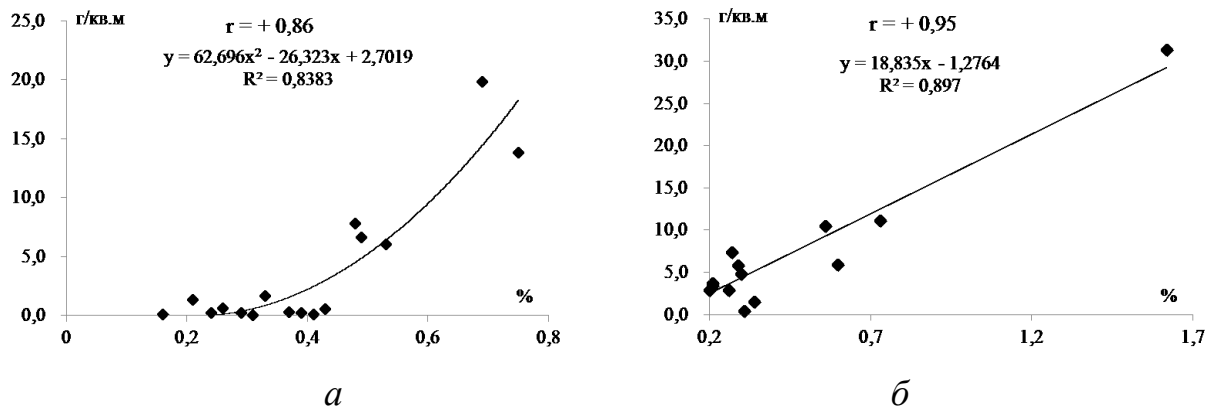 г/кв.м
r = + 0,86
y = 62,696x² - 26,323x + 2,7019
R² = 0,8383
25,0
20,0
15,0
10,0
5,0
0,0
%
0
0,2
0,4
0,6
0,8
а
г/кв.м
r = + 0,95
y = 18,835x - 1,2764
R² = 0,897
35,0
30,0
25,0
20,0
15,0
10,0
5,0
0,0
%
0,2
0,7
1,2
1,7
б